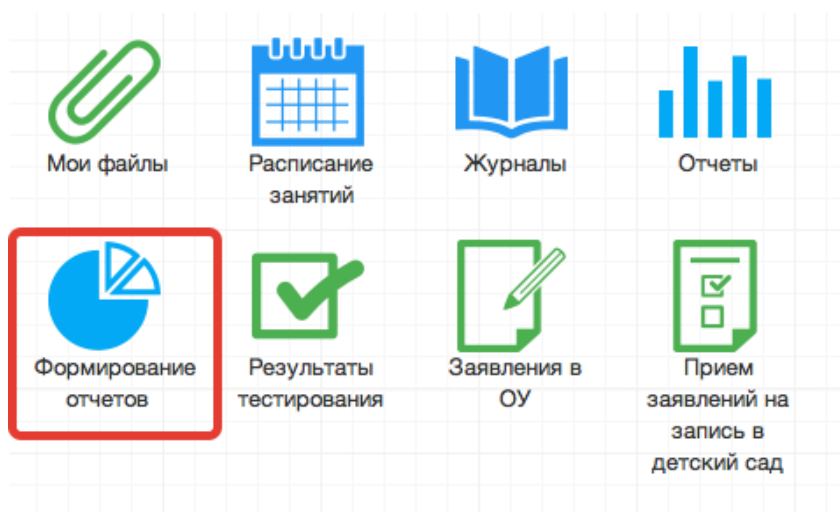 Мои файлы
Расписание
занятий
Журналы
Отчеты
Формирование
отчетов
Результаты
тестирования
Заявления в
ОУ
Прием
заявлений на
запись в
детский сад